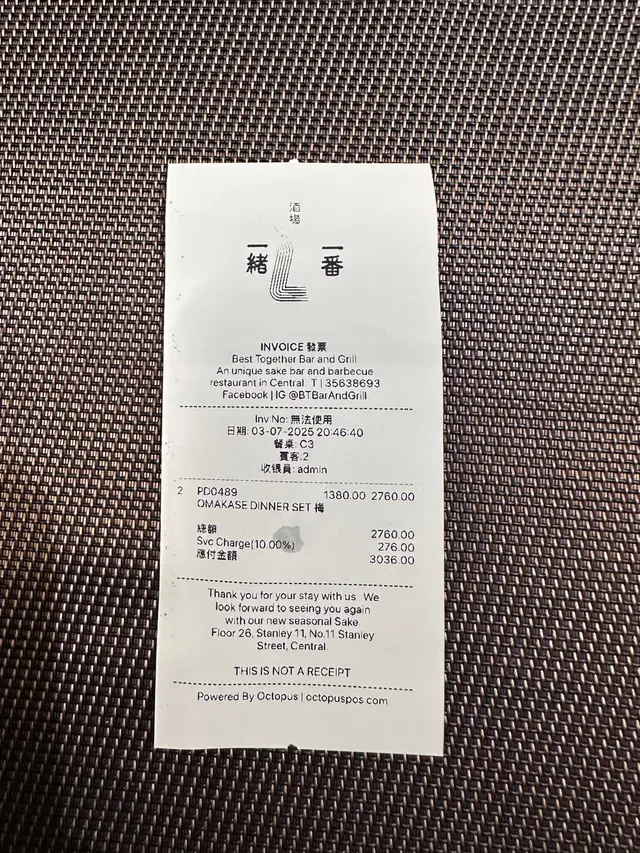 酒
場
一
緒
一
番
INVOICE 發票
Best Together Bar and Grill
An unique sake bar and barbecue
restaurant in Central. T | 35638693
Facebook | IG @BTBarAndGrill
Inv No: 無法使用
日期: 03-07-2025 20:46:40
餐桌: C3
賓客:2
收银員: admin
2 PD0489 1380.00 2760.00
OMAKASE DINNER SET 梅
總額 2760.00
Svc Charge(10.00%) 276.00
應付金額 3036.00
Thank you for your stay with us. We
look forward to seeing you again
with our new seasonal Sake.
Floor 26, Stanley 11, No.11 Stanley
Street, Central.
THIS IS NOT A RECEIPT
Powered By Octopus | octopuspos.com